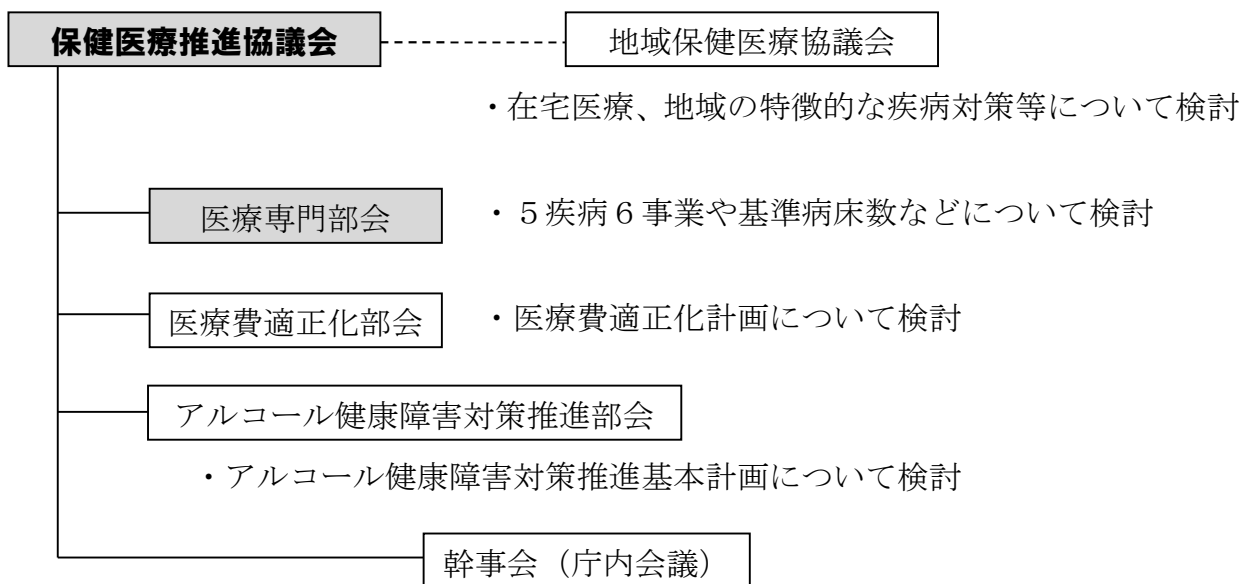 保健医療推進協議会
地域保健医療協議会
・在宅医療、地域の特徴的な疾病対策等について検討
医療専門部会
・５疾病６事業や基準病床数などについて検討
医療費適正化部会
・医療費適正化計画について検討
アルコール健康障害対策推進部会
・アルコール健康障害対策推進基本計画について検討
幹事会（庁内会議）